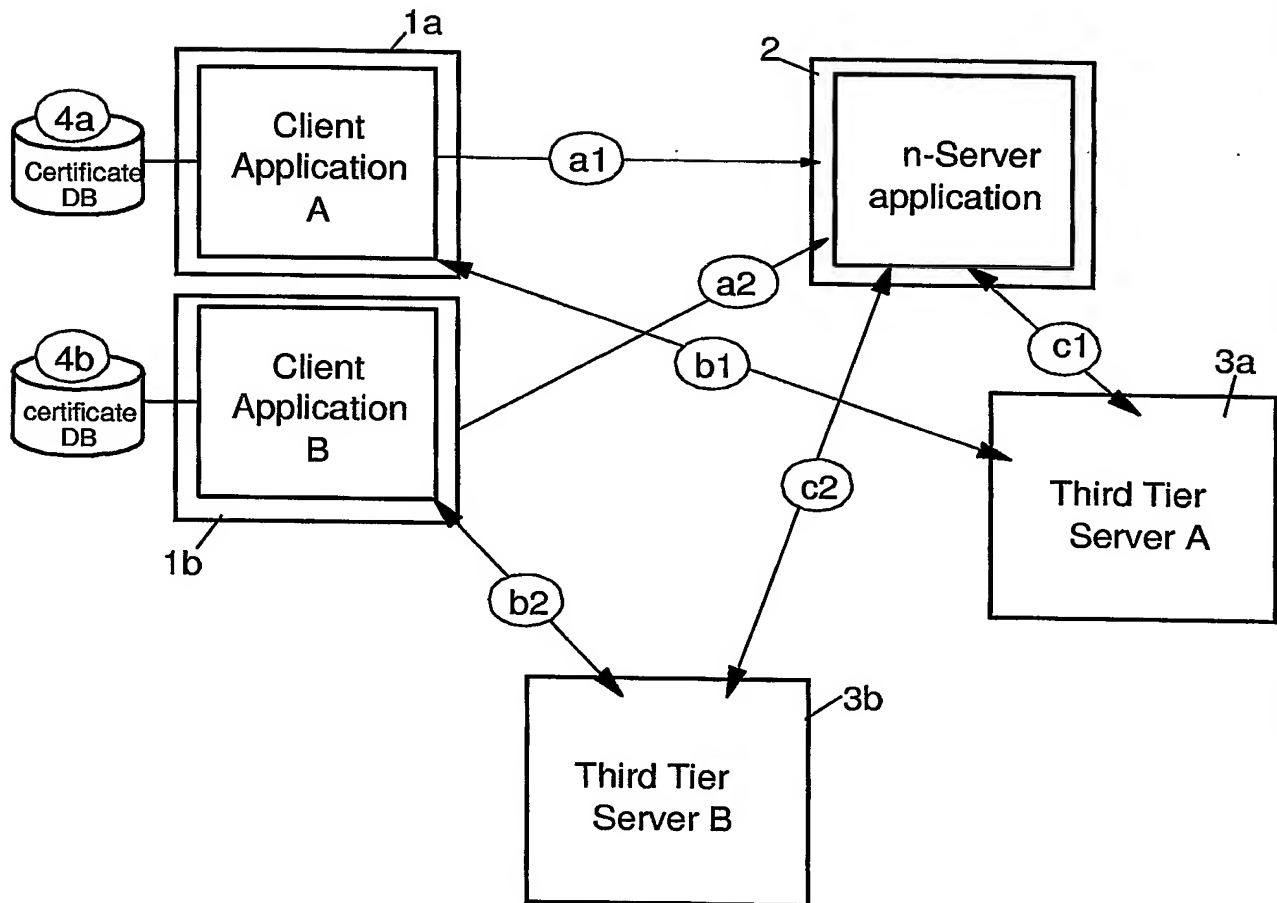 1a
2
4a
Certificate
DB
Client
Application
A
a1
n-Server
application
a2
4b
certificate
DB
Client
Application
B
b1
c1
3a
c2
Third Tier
Server A
1b
b2
3b
Third Tier
Server B